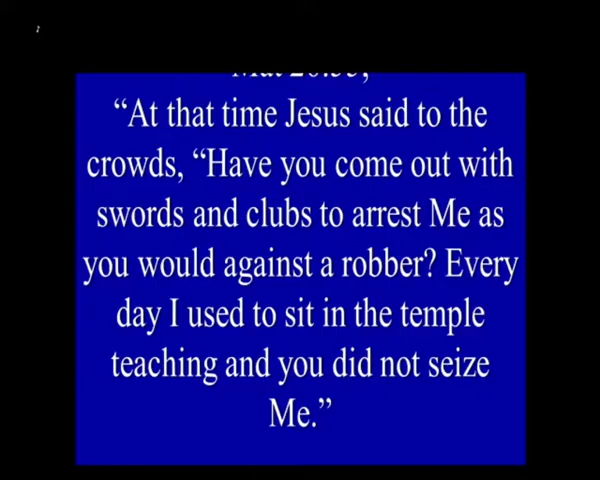 “At that time Jesus said to the
crowds, “Have you come out with
swords and clubs to arrest Me as
you would against a robber? Every
day I used to sit in the temple
teaching and you did not seize
Me.”